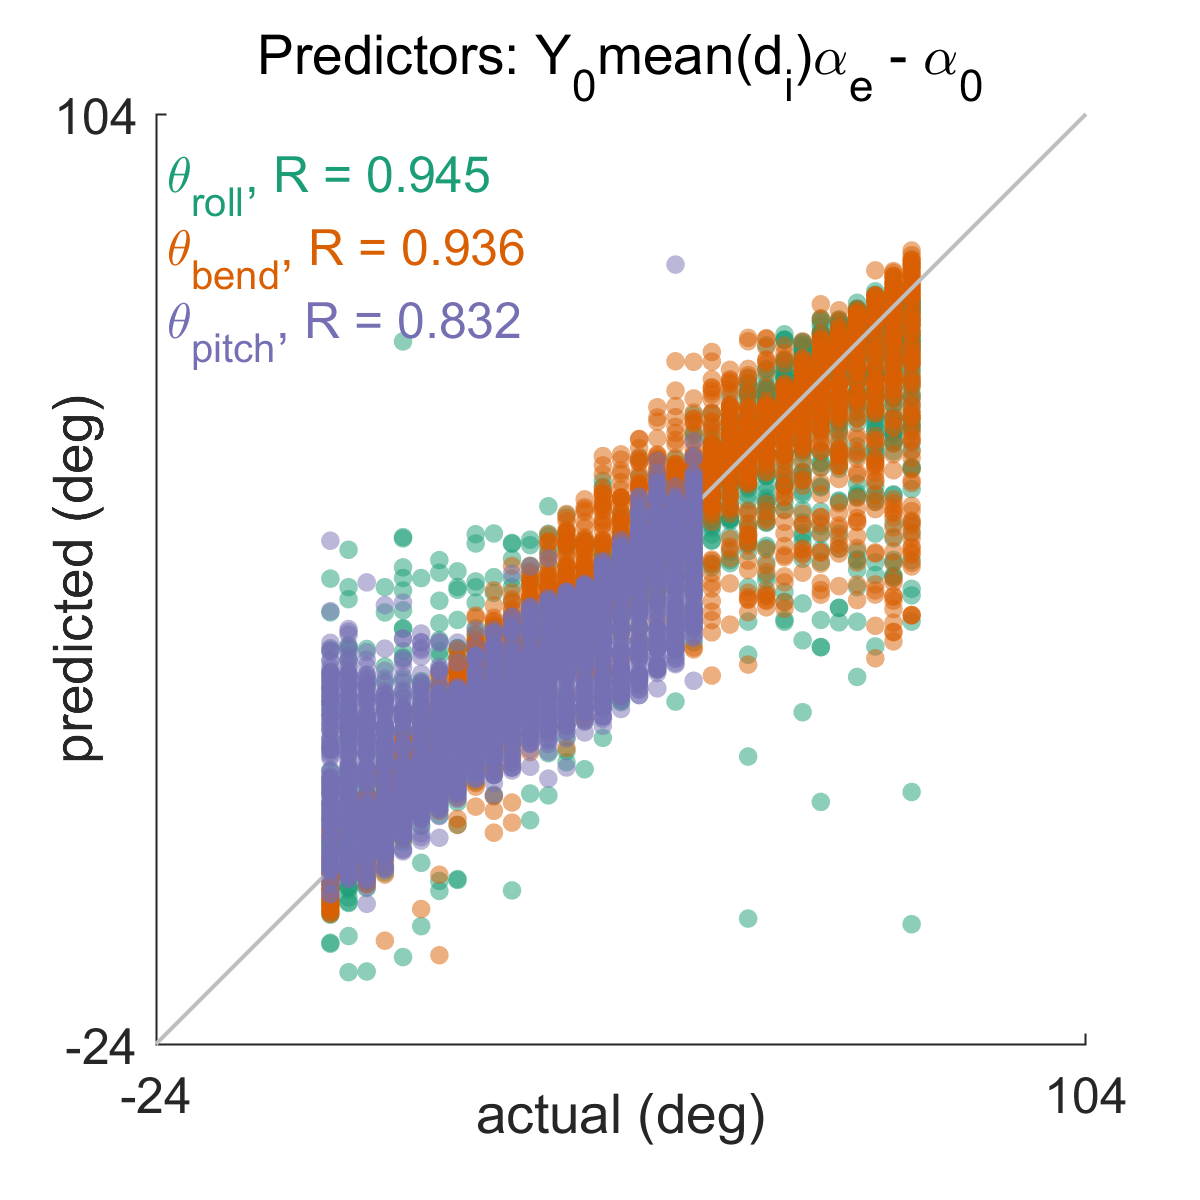 Predictors: Y₀mean(dᵢ)αₑ - α₀
104
θroll, R = 0.945
θbend, R = 0.936
θpitch, R = 0.832
predicted (deg)
-24
-24
104
actual (deg)